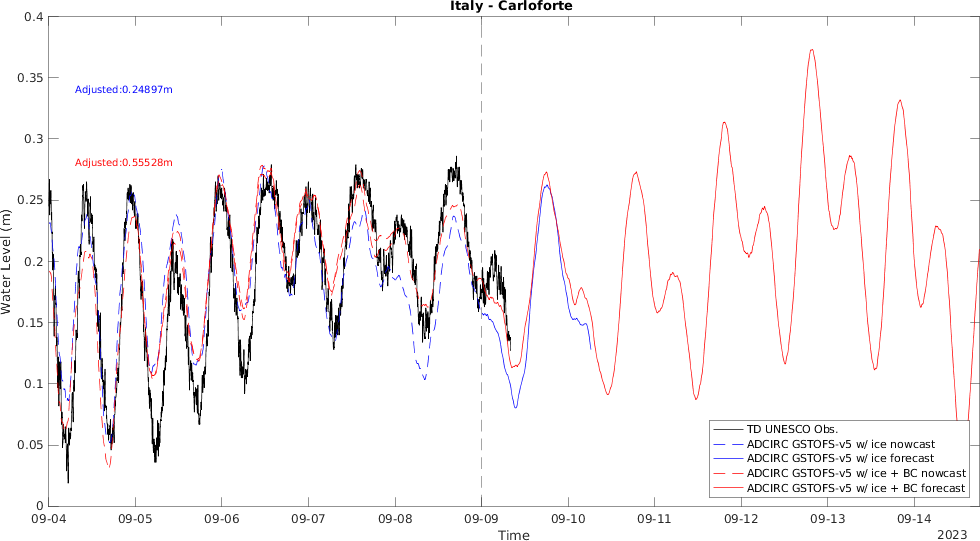 Italy - Carloforte
0.4
0.35
0.3
0.25
0.2
0.15
0.1
0.05
0
Water Level (m)
Adjusted:0.24897m
Adjusted:0.55528m
TD UNESCO Obs.
ADCIRC GSTOFS-v5 w/ ice nowcast
ADCIRC GSTOFS-v5 w/ ice forecast
ADCIRC GSTOFS-v5 w/ ice + BC nowcast
ADCIRC GSTOFS-v5 w/ ice + BC forecast
09-04 09-05 09-06 09-07 09-08 09-09 09-10 09-11 09-12 09-13 09-14
Time
2023